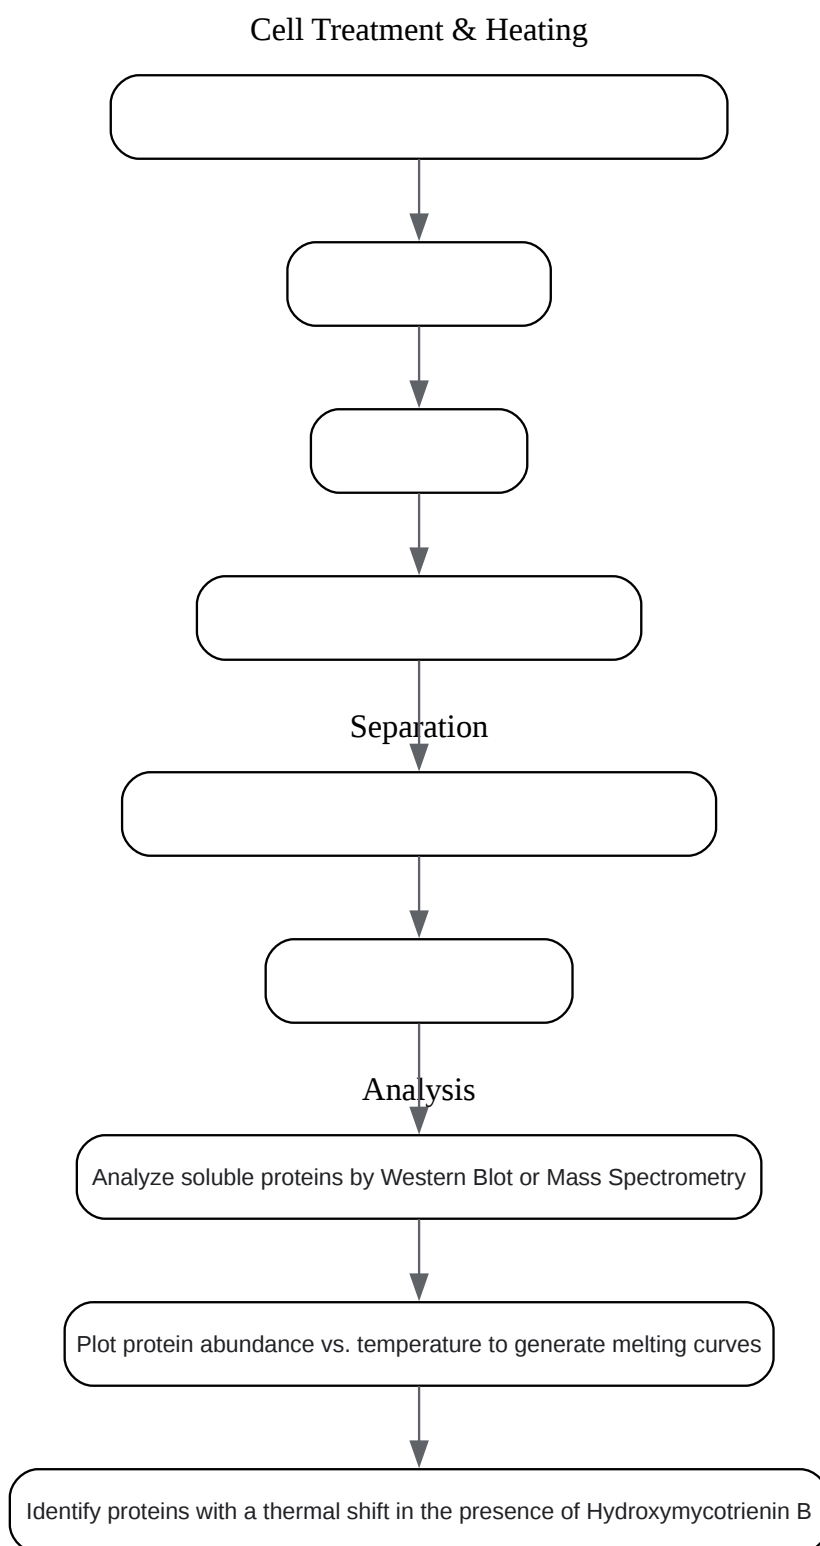 Cell Treatment & Heating
Separation
Analysis
Analyze soluble proteins by Western Blot or Mass Spectrometry
Plot protein abundance vs. temperature to generate melting curves
Identify proteins with a thermal shift in the presence of Hydroxymycotrienin B